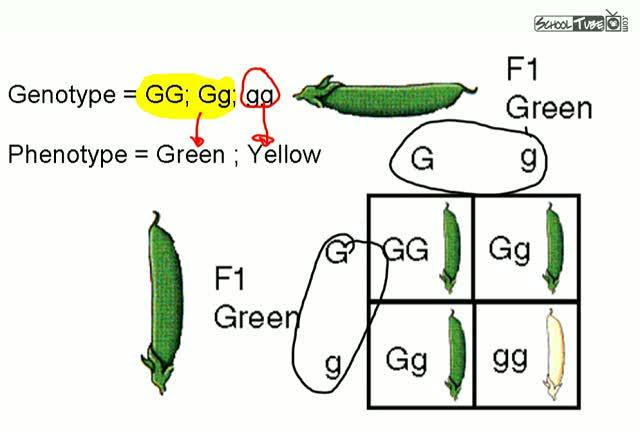 SCHOOLTUBE.com
Genotype = GG; Gg; gg
Phenotype = Green ; Yellow
F1
Green
G g
F1
Green
G
g
GG Gg
Gg gg